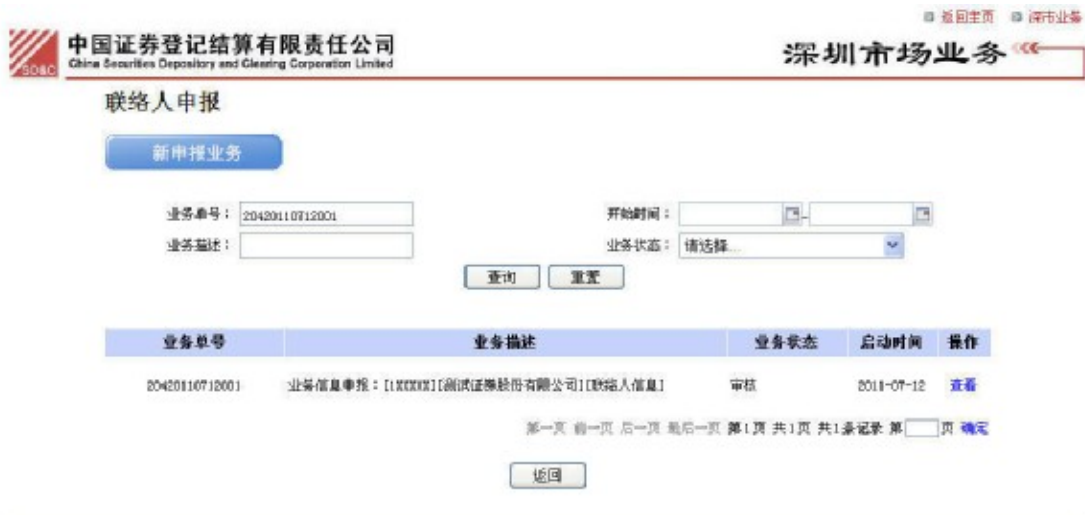 返回主页 深市业务
SD&C
中国证券登记结算有限责任公司
China Securities Depository and Clearing Corporation Limited
深圳市场业务
联络人申报
新申报业务
业务单号: 20420110712001 开始时间: -
业务描述: 业务状态: 请选择...
查询 重置
业务单号 业务描述 业务状态 启动时间 操作
20420110712001 业务信息申报:[1XXXXX][测试证券股份有限公司][联络人信息] 审核 2011-07-12 查看
第一页 前一页 后一页 最后一页 第1页 共1页 共1条记录 第 页 确定
返回